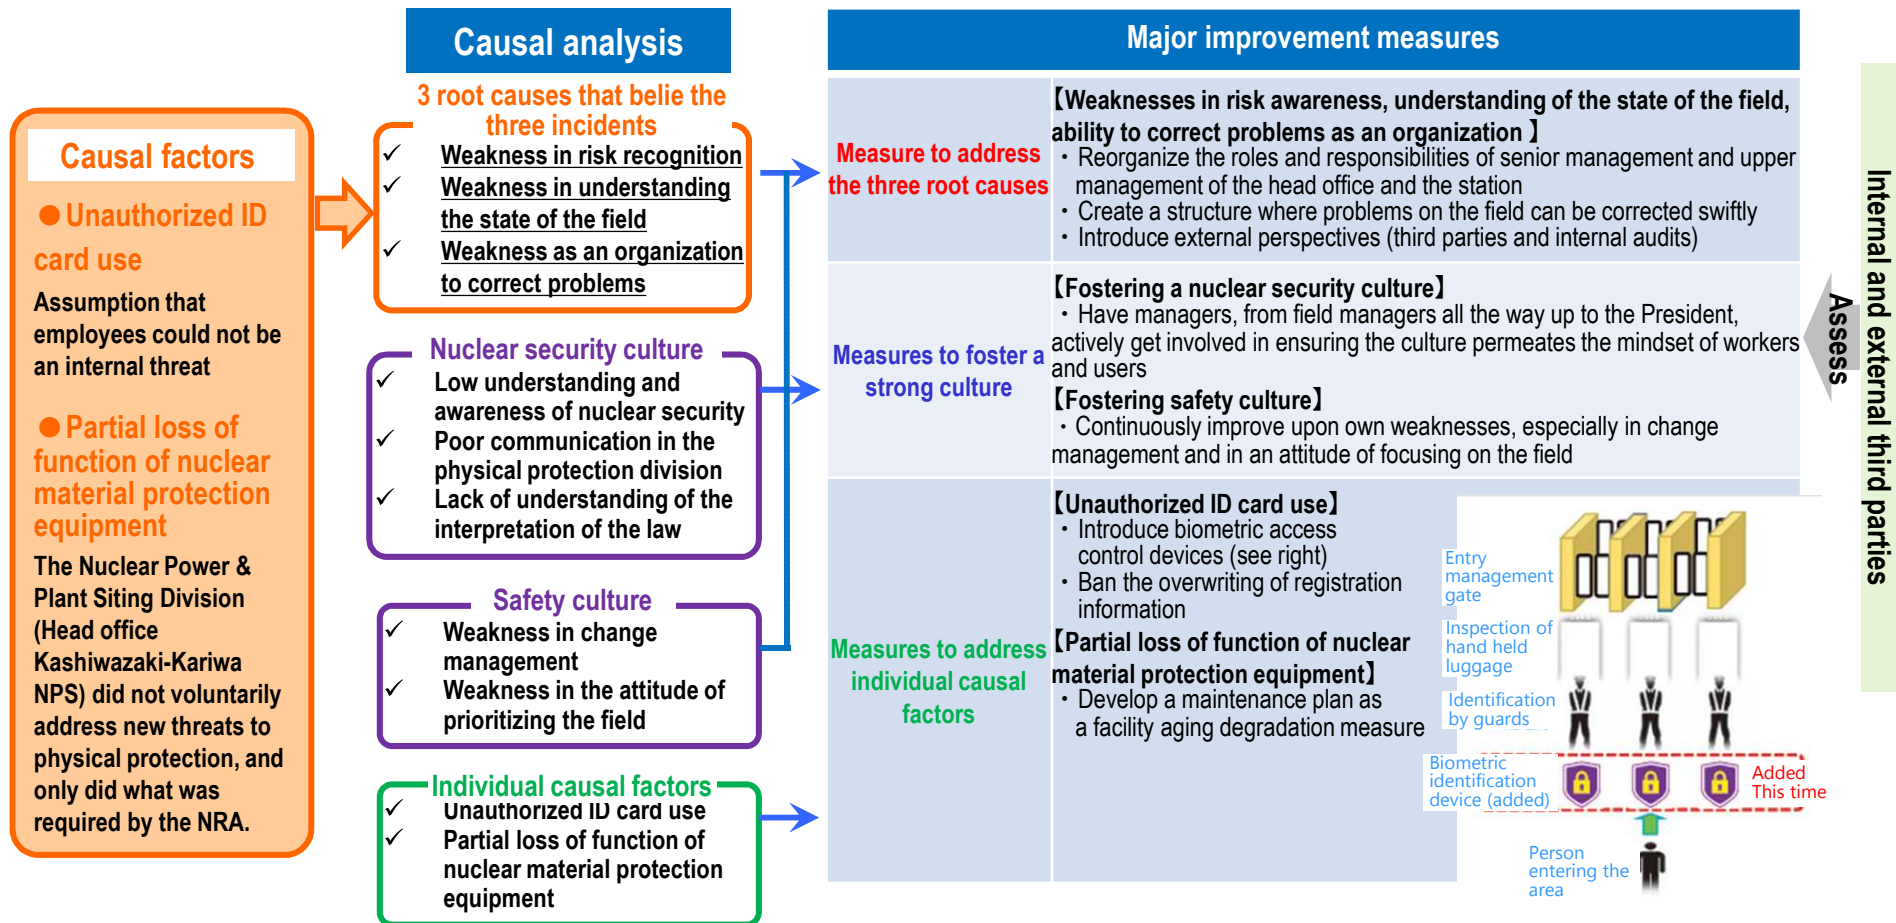 Causal factors
● Unauthorized ID
card use
Assumption that
employees could not be
an internal threat
● Partial loss of
function of nuclear
material protection
equipment
The Nuclear Power &
Plant Siting Division
(Head office
Kashiwazaki-Kariwa
NPS) did not voluntarily
address new threats to
physical protection, and
only did what was
required by the NRA.
Causal analysis
3 root causes that belie the
three incidents
✓ Weakness in risk recognition
✓ Weakness in understanding
the state of the field
✓ Weakness as an organization
to correct problems
Nuclear security culture
✓ Low understanding and
awareness of nuclear security
✓ Poor communication in the
physical protection division
✓ Lack of understanding of the
interpretation of the law
Safety culture
✓ Weakness in change
management
✓ Weakness in the attitude of
prioritizing the field
Individual causal factors
✓ Unauthorized ID card use
✓ Partial loss of function of
nuclear material protection
equipment
Major improvement measures
Measure to address
the three root causes
【Weaknesses in risk awareness, understanding of the state of the field,
ability to correct problems as an organization 】
・Reorganize the roles and responsibilities of senior management and upper
management of the head office and the station
・Create a structure where problems on the field can be corrected swiftly
・Introduce external perspectives (third parties and internal audits)
Measures to foster a
strong culture
【Fostering a nuclear security culture】
・Have managers, from field managers all the way up to the President,
actively get involved in ensuring the culture permeates the mindset of workers
and users
【Fostering safety culture】
・Continuously improve upon own weaknesses, especially in change
management and in an attitude of focusing on the field
Measures to address
individual causal
factors
【Unauthorized ID card use】
・Introduce biometric access
control devices (see right)
・Ban the overwriting of registration
information
【Partial loss of function of nuclear
material protection equipment】
・Develop a maintenance plan as
a facility aging degradation measure
Entry
management
gate
Inspection of
hand held
luggage
Identification
by guards
Biometric
identification
device (added)
Added
This time
Person
entering the
area
Assess
Internal and external third parties